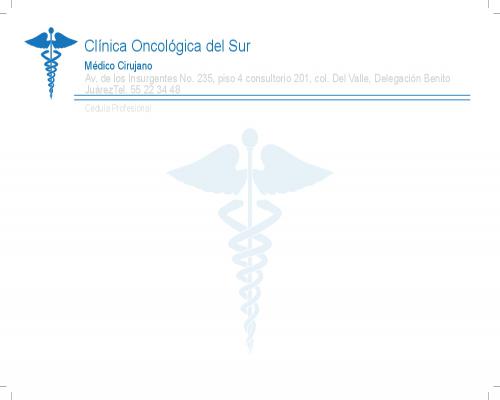 Clínica Oncológica del Sur
Médico Cirujano
Av. de los Insurgentes No. 235, piso 4 consultorio 201, col. Del Valle, Delegación Benito
JuárezTel. 55 22 34 48
Cedula Profesional